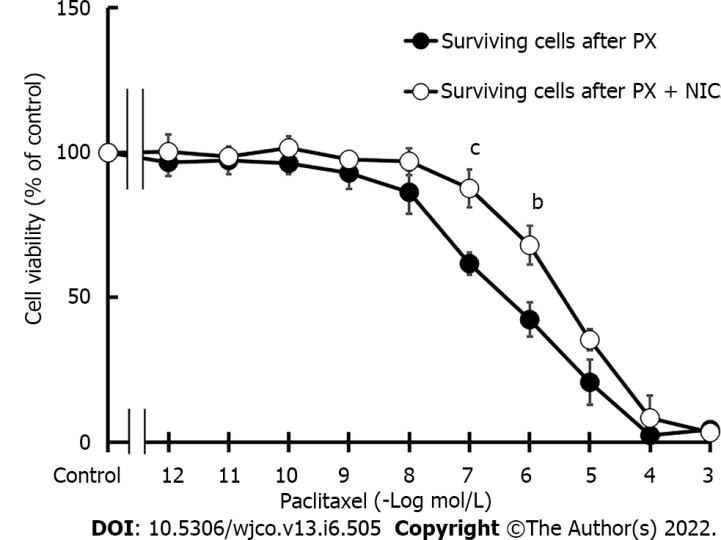 150
Surviving cells after PX
Surviving cells after PX + NIC
Cell viability (% of control)
100
c
b
50
0
Control 12 11 10 9 8 7 6 5 4 3
Paclitaxel (-Log mol/L)
DOI: 10.5306/wjco.v13.i6.505 Copyright ©The Author(s) 2022.